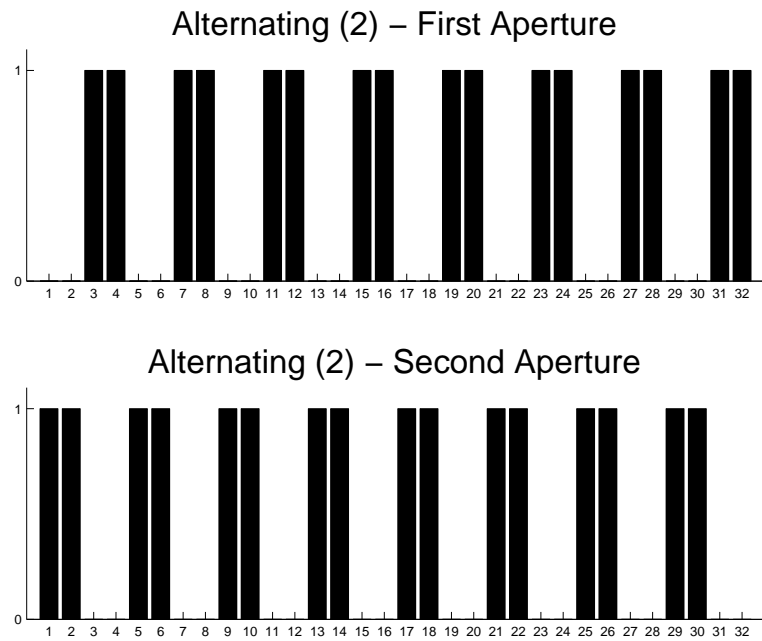 Alternating (2) – First Aperture
1
0
1 2 3 4 5 6 7 8 9 10 11 12 13 14 15 16 17 18 19 20 21 22 23 24 25 26 27 28 29 30 31 32
Alternating (2) – Second Aperture
1
0
1 2 3 4 5 6 7 8 9 10 11 12 13 14 15 16 17 18 19 20 21 22 23 24 25 26 27 28 29 30 31 32